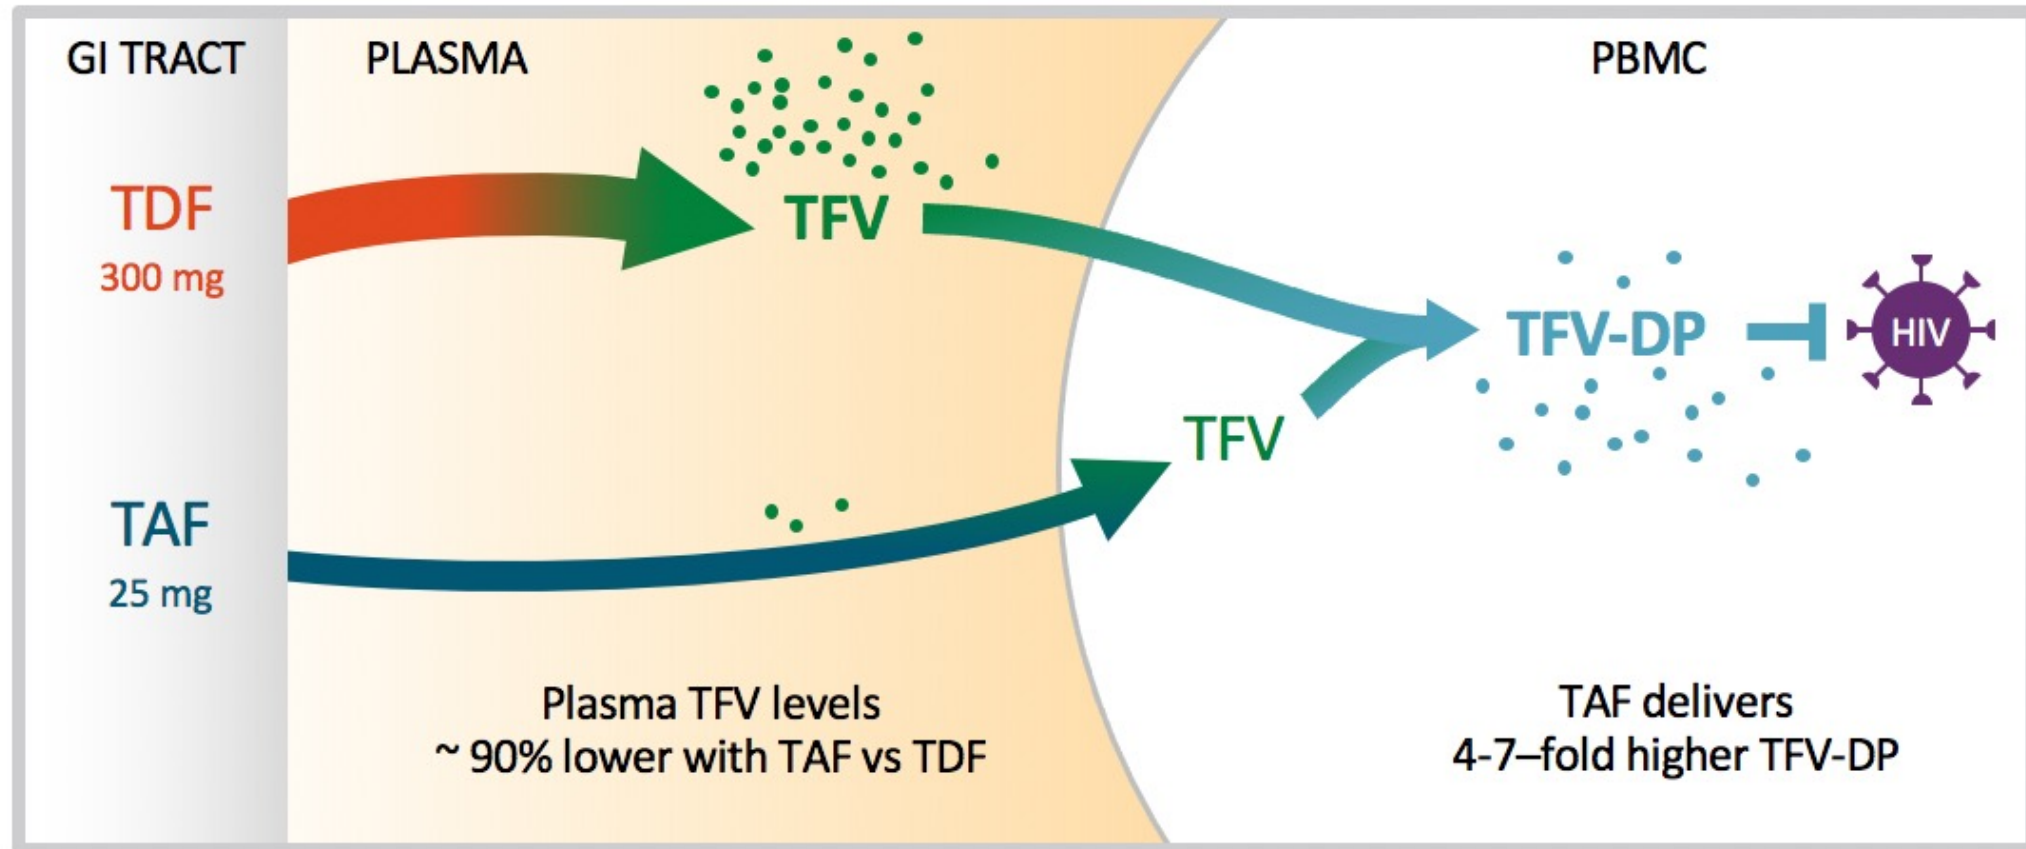 GI TRACT
PLASMA
PBMC
TDF
300 mg
TFV
TFV-DP
HIV
TFV
TAF
25 mg
Plasma TFV levels
~ 90% lower with TAF vs TDF
TAF delivers
4-7–fold higher TFV-DP